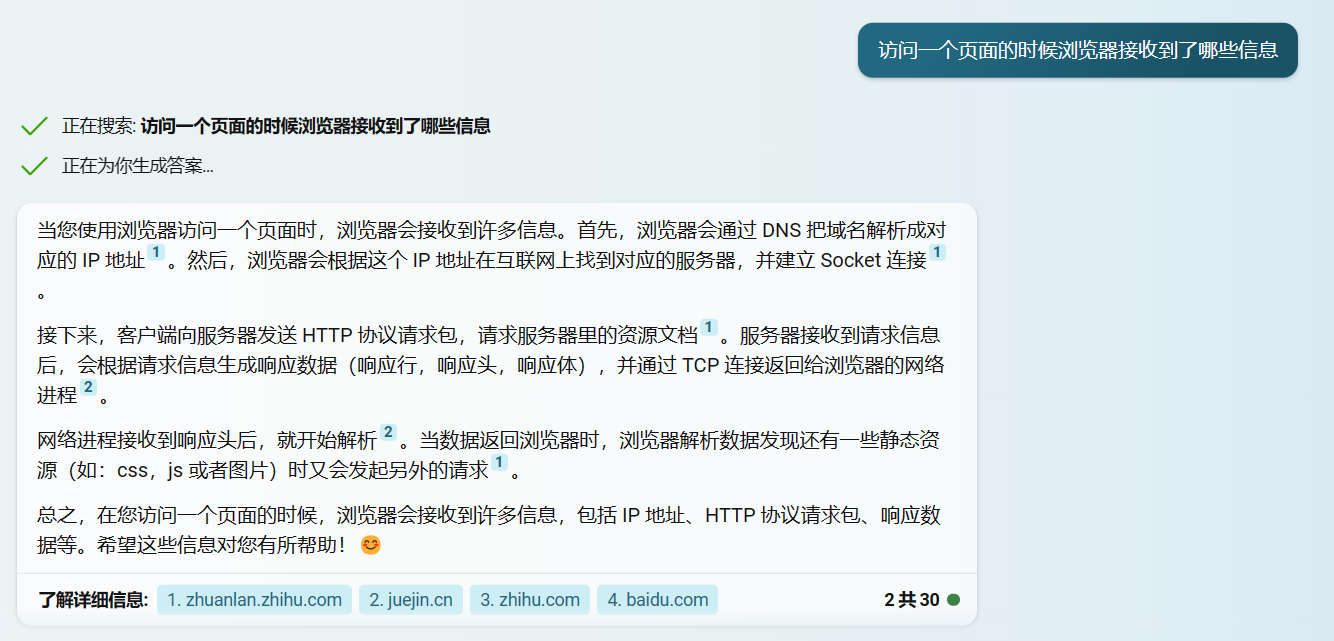 访问一个页面的时候浏览器接收到了哪些信息
正在搜索: 访问一个页面的时候浏览器接收到了哪些信息
正在为你生成答案...
当您使用浏览器访问一个页面时，浏览器会接收到许多信息。首先，浏览器会通过 DNS 把域名解析成对
应的 IP 地址 1 。然后，浏览器会根据这个 IP 地址在互联网上找到对应的服务器，并建立 Socket 连接 1
。
接下来，客户端向服务器发送 HTTP 协议请求包，请求服务器里的资源文档 1 。服务器接收到请求信息
后，会根据请求信息生成响应数据（响应行，响应头，响应体），并通过 TCP 连接返回给浏览器的网络
进程 2 。
网络进程接收到响应头后，就开始解析 2 。当数据返回浏览器时，浏览器解析数据发现还有一些静态资
源（如：css，js 或者图片）时又会发起另外的请求 1 。
总之，在您访问一个页面的时候，浏览器会接收到许多信息，包括 IP 地址、HTTP 协议请求包、响应数
据等。希望这些信息对您有所帮助！😊
了解详细信息: 1. zhuanlan.zhihu.com 2. juejin.cn 3. zhihu.com 4. baidu.com 2 共 30